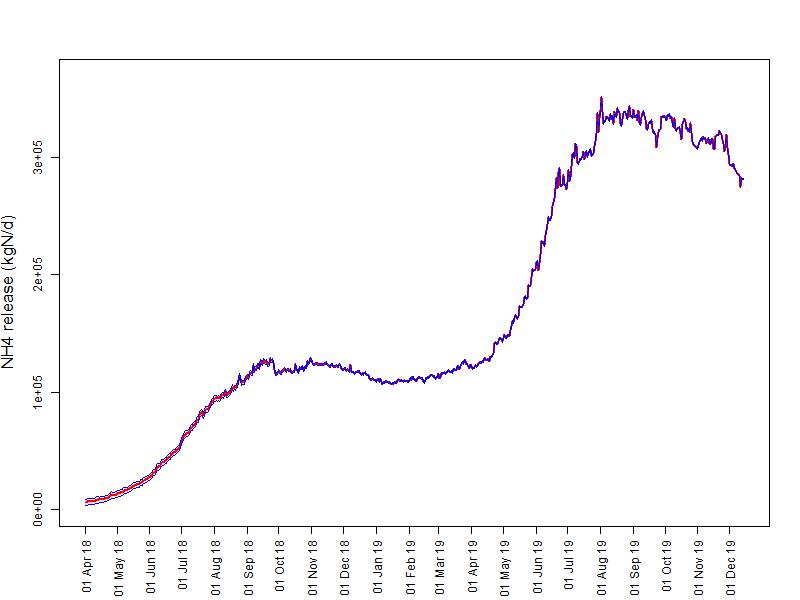 NH4 release (kgN/d)
3e+05
2e+05
1e+05
0e+00
01 Apr 18
01 May 18
01 Jun 18
01 Jul 18
01 Aug 18
01 Sep 18
01 Oct 18
01 Nov 18
01 Dec 18
01 Jan 19
01 Feb 19
01 Mar 19
01 Apr 19
01 May 19
01 Jun 19
01 Jul 19
01 Aug 19
01 Sep 19
01 Oct 19
01 Nov 19
01 Dec 19